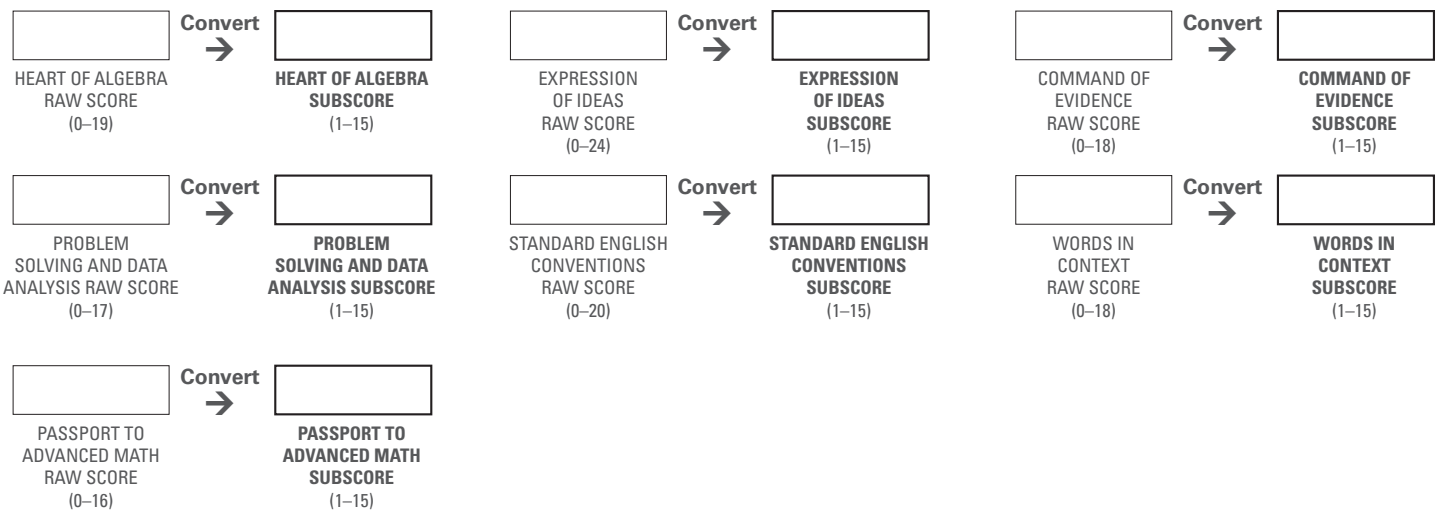 Convert
→
HEART OF ALGEBRA
RAW SCORE
(0–19)
HEART OF ALGEBRA
SUBSCORE
(1–15)
Convert
→
EXPRESSION
OF IDEAS
RAW SCORE
(0–24)
EXPRESSION
OF IDEAS
SUBSCORE
(1–15)
Convert
→
COMMAND OF
EVIDENCE
RAW SCORE
(0–18)
COMMAND OF
EVIDENCE
SUBSCORE
(1–15)
Convert
→
PROBLEM
SOLVING AND DATA
ANALYSIS RAW SCORE
(0–17)
PROBLEM
SOLVING AND DATA
ANALYSIS SUBSCORE
(1–15)
Convert
→
STANDARD ENGLISH
CONVENTIONS
RAW SCORE
(0–20)
STANDARD ENGLISH
CONVENTIONS
SUBSCORE
(1–15)
Convert
→
WORDS IN
CONTEXT
RAW SCORE
(0–18)
WORDS IN
CONTEXT
SUBSCORE
(1–15)
Convert
→
PASSPORT TO
ADVANCED MATH
RAW SCORE
(0–16)
PASSPORT TO
ADVANCED MATH
SUBSCORE
(1–15)